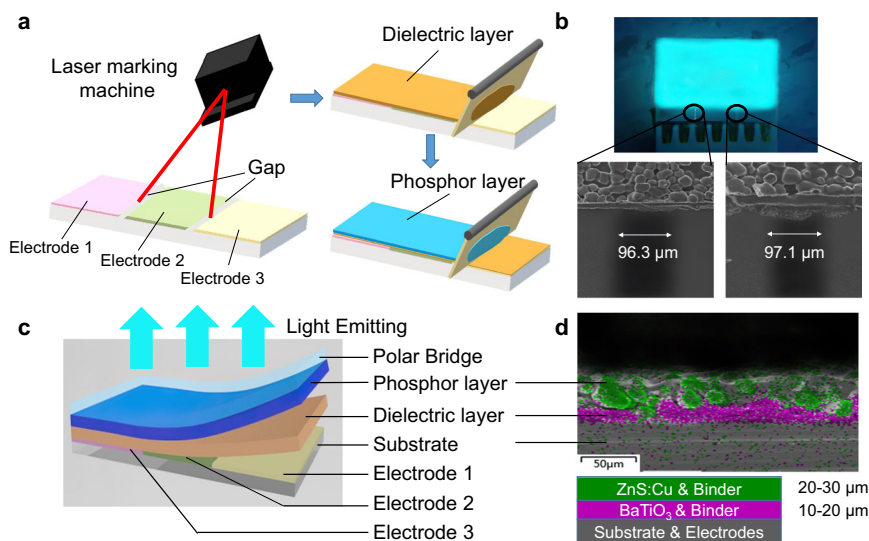 a
Laser marking
machine
Gap
Electrode 1
Electrode 2
Electrode 3
Dielectric layer
Phosphor layer
b
96.3 µm
97.1 µm
c
Light Emitting
Polar Bridge
Phosphor layer
Dielectric layer
Substrate
Electrode 1
Electrode 2
Electrode 3
d
50µm
ZnS:Cu & Binder
20-30 µm
BaTiO₃ & Binder
10-20 µm
Substrate & Electrodes